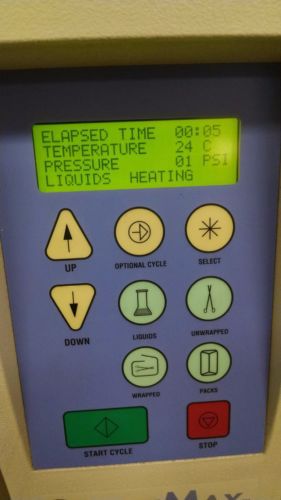 ELAPSED TIME 00:05
TEMPERATURE 24 C
PRESSURE 01 PSI
LIQUIDS HEATING
UP
OPTIONAL CYCLE
SELECT
DOWN
LIQUIDS
UNWRAPPED
WRAPPED
PACKS
START CYCLE
STOP